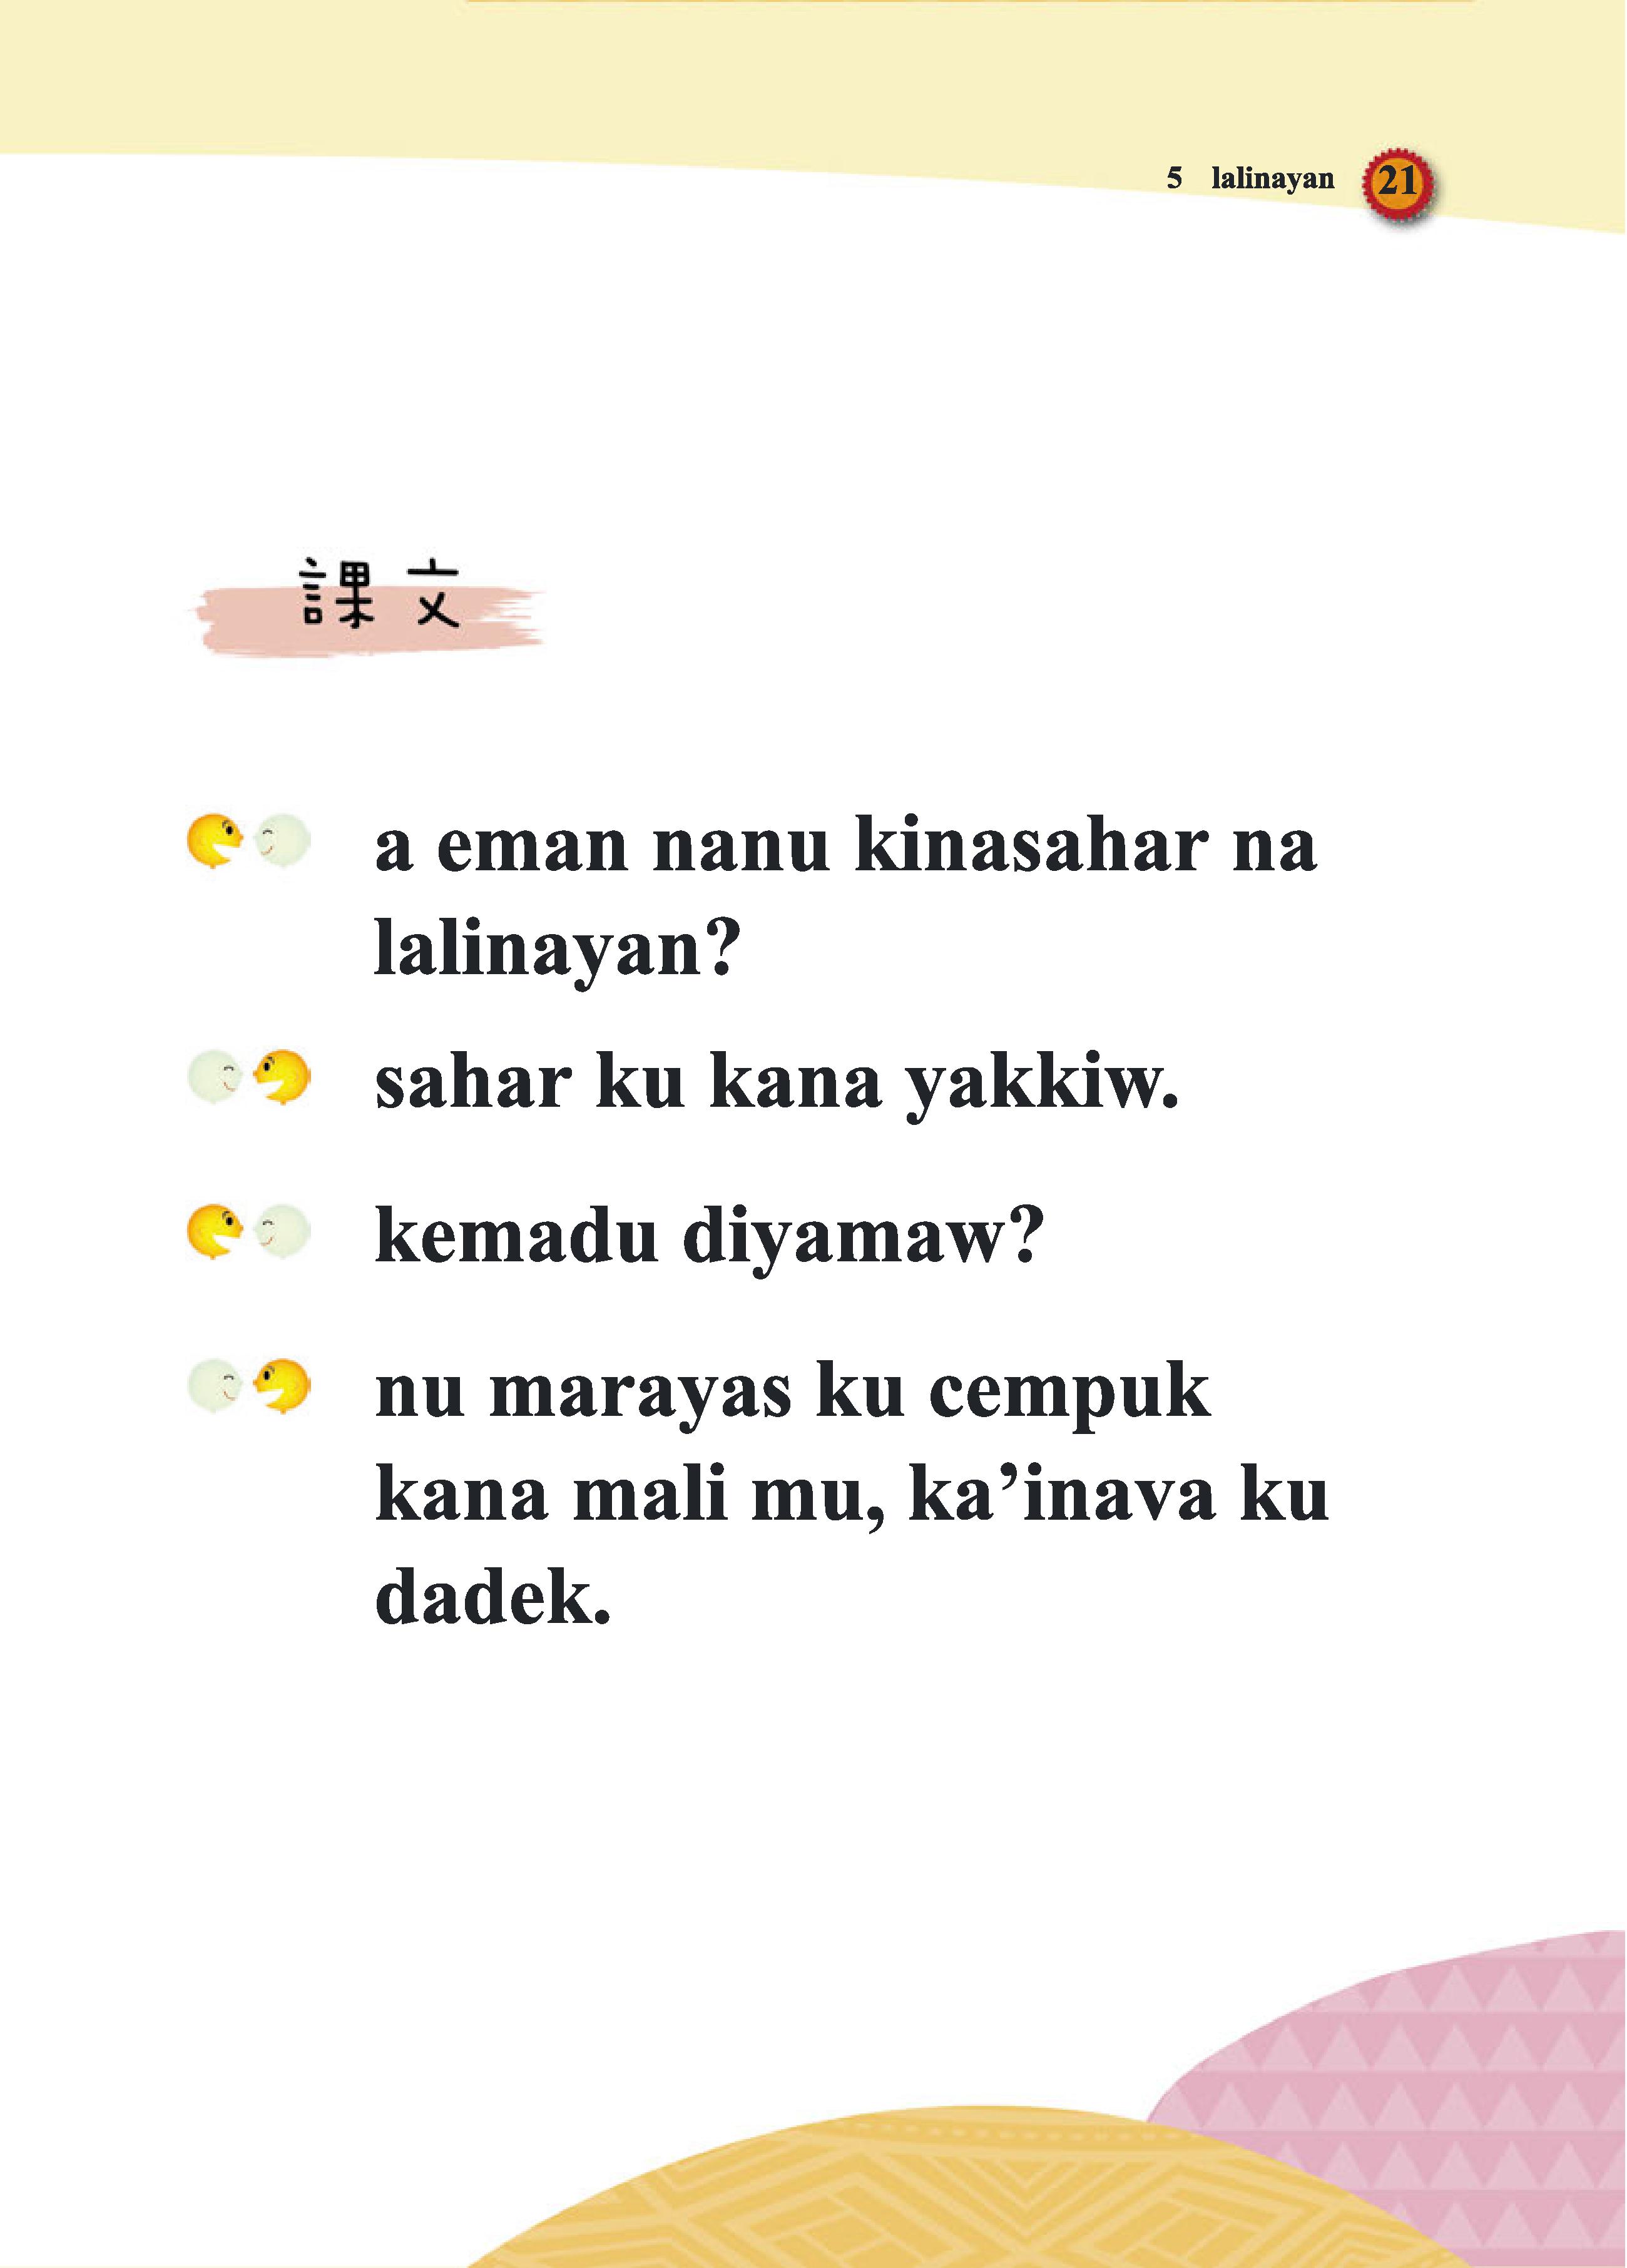 5 lalinayan 21
課文
a eman nanu kinasahar na
lalinayan?
sahar ku kana yakkiw.
kemadu diyamaw?
nu marayas ku cempuk
kana mali mu, ka’inava ku
dadek.